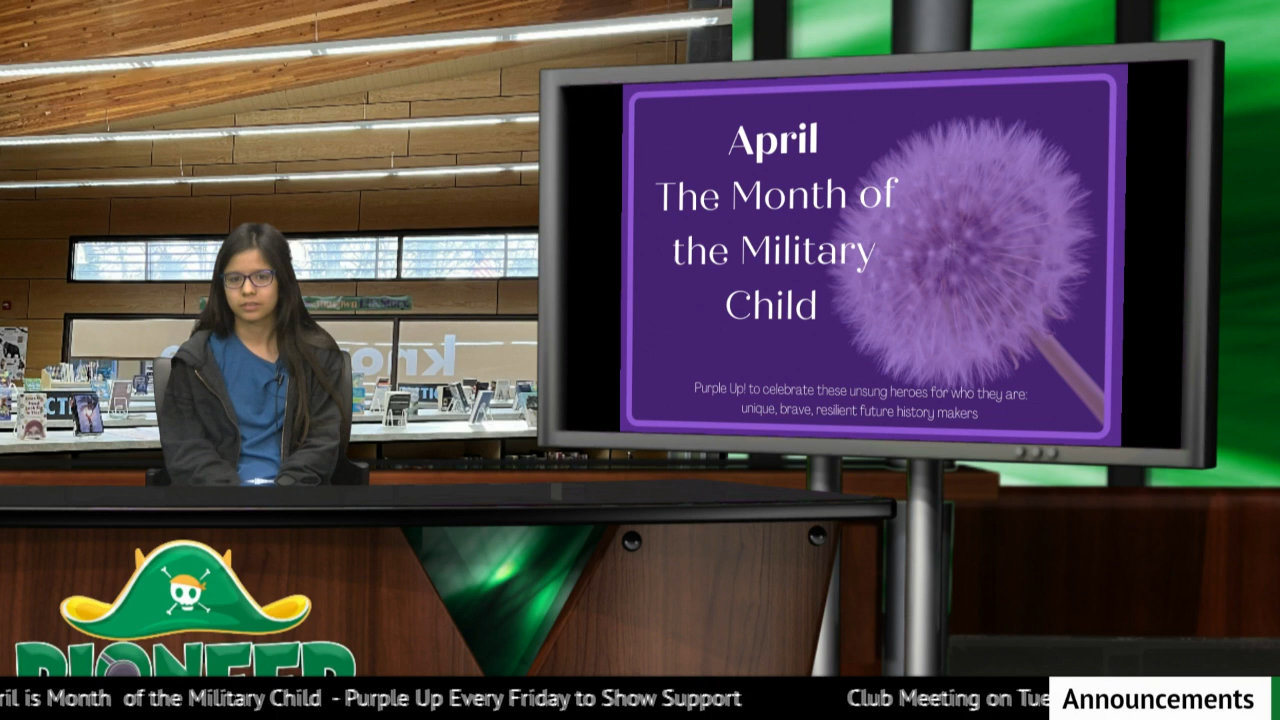 April
The Month of
the Military
Child
Purple Up! to celebrate these unsung heroes for who they are:
unique, brave, resilient future history makers
PIONEER
is Month of the Military Child - Purple Up Every Friday to Show Support
Club Meeting on
Announcements